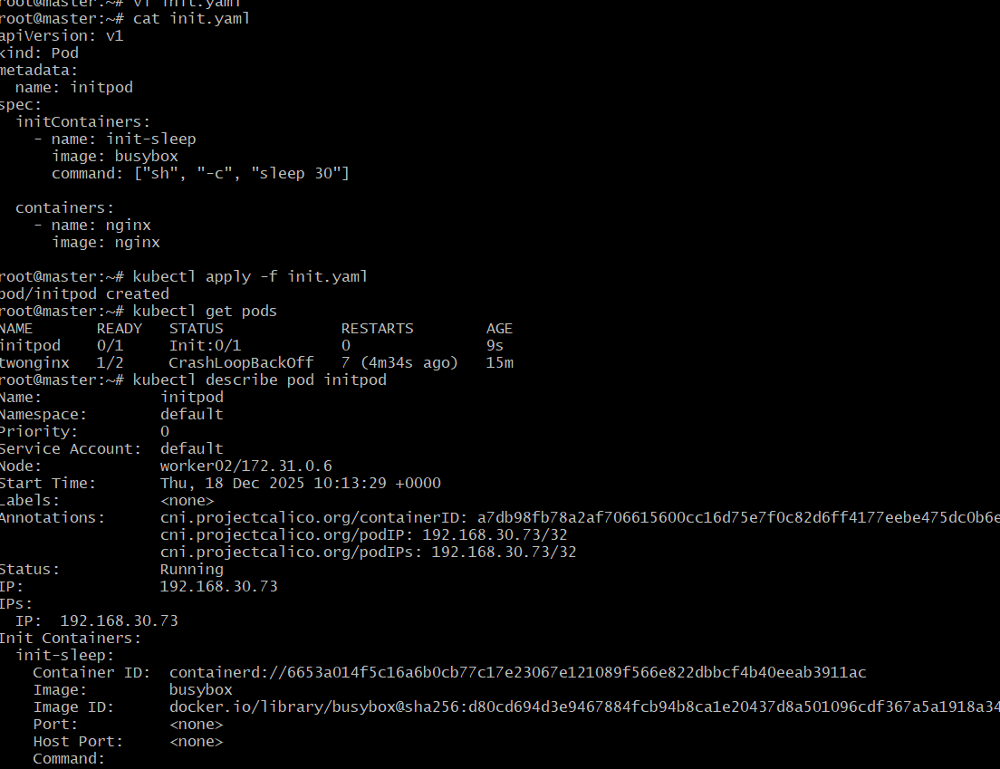 root@master:~# vi init.yaml
root@master:~# cat init.yaml
apiVersion: v1
kind: Pod
metadata:
  name: initpod
spec:
  initContainers:
    - name: init-sleep
      image: busybox
      command: ["sh", "-c", "sleep 30"]

  containers:
    - name: nginx
      image: nginx

root@master:~# kubectl apply -f init.yaml
pod/initpod created
root@master:~# kubectl get pods
NAME       READY   STATUS             RESTARTS        AGE
initpod    0/1     Init:0/1           0               9s
twonginx   1/2     CrashLoopBackOff   7 (4m34s ago)   15m
root@master:~# kubectl describe pod initpod
Name:             initpod
Namespace:        default
Priority:         0
Service Account:  default
Node:             worker02/172.31.0.6
Start Time:       Thu, 18 Dec 2025 10:13:29 +0000
Labels:           <none>
Annotations:      cni.projectcalico.org/containerID: a7db98fb78a2af706615600cc16d75e7f0c82d6ff4177eebe475dc0b6e
                  cni.projectcalico.org/podIP: 192.168.30.73/32
                  cni.projectcalico.org/podIPs: 192.168.30.73/32
Status:           Running
IP:               192.168.30.73
IPs:
  IP:  192.168.30.73
Init Containers:
  init-sleep:
    Container ID:  containerd://6653a014f5c16a6b0cb77c17e23067e121089f566e822dbbcf4b40eeab3911ac
    Image:         busybox
    Image ID:      docker.io/library/busybox@sha256:d80cd694d3e9467884fcb94b8ca1e20437d8a501096cdf367a5a1918a34
    Port:          <none>
    Host Port:     <none>
    Command: